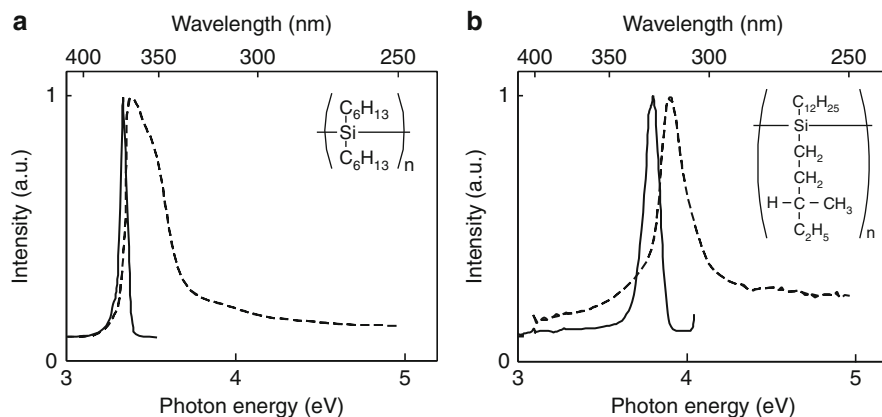 a
Wavelength (nm)
400 350 300 250
1
0
Intensity (a.u.)
C6H13
Si
C6H13
n
3 4 5
Photon energy (eV)
b
Wavelength (nm)
400 350 300 250
1
0
Intensity (a.u.)
C12H25
Si
CH2
CH2
H C CH3
C2H5
n
3 4 5
Photon energy (eV)